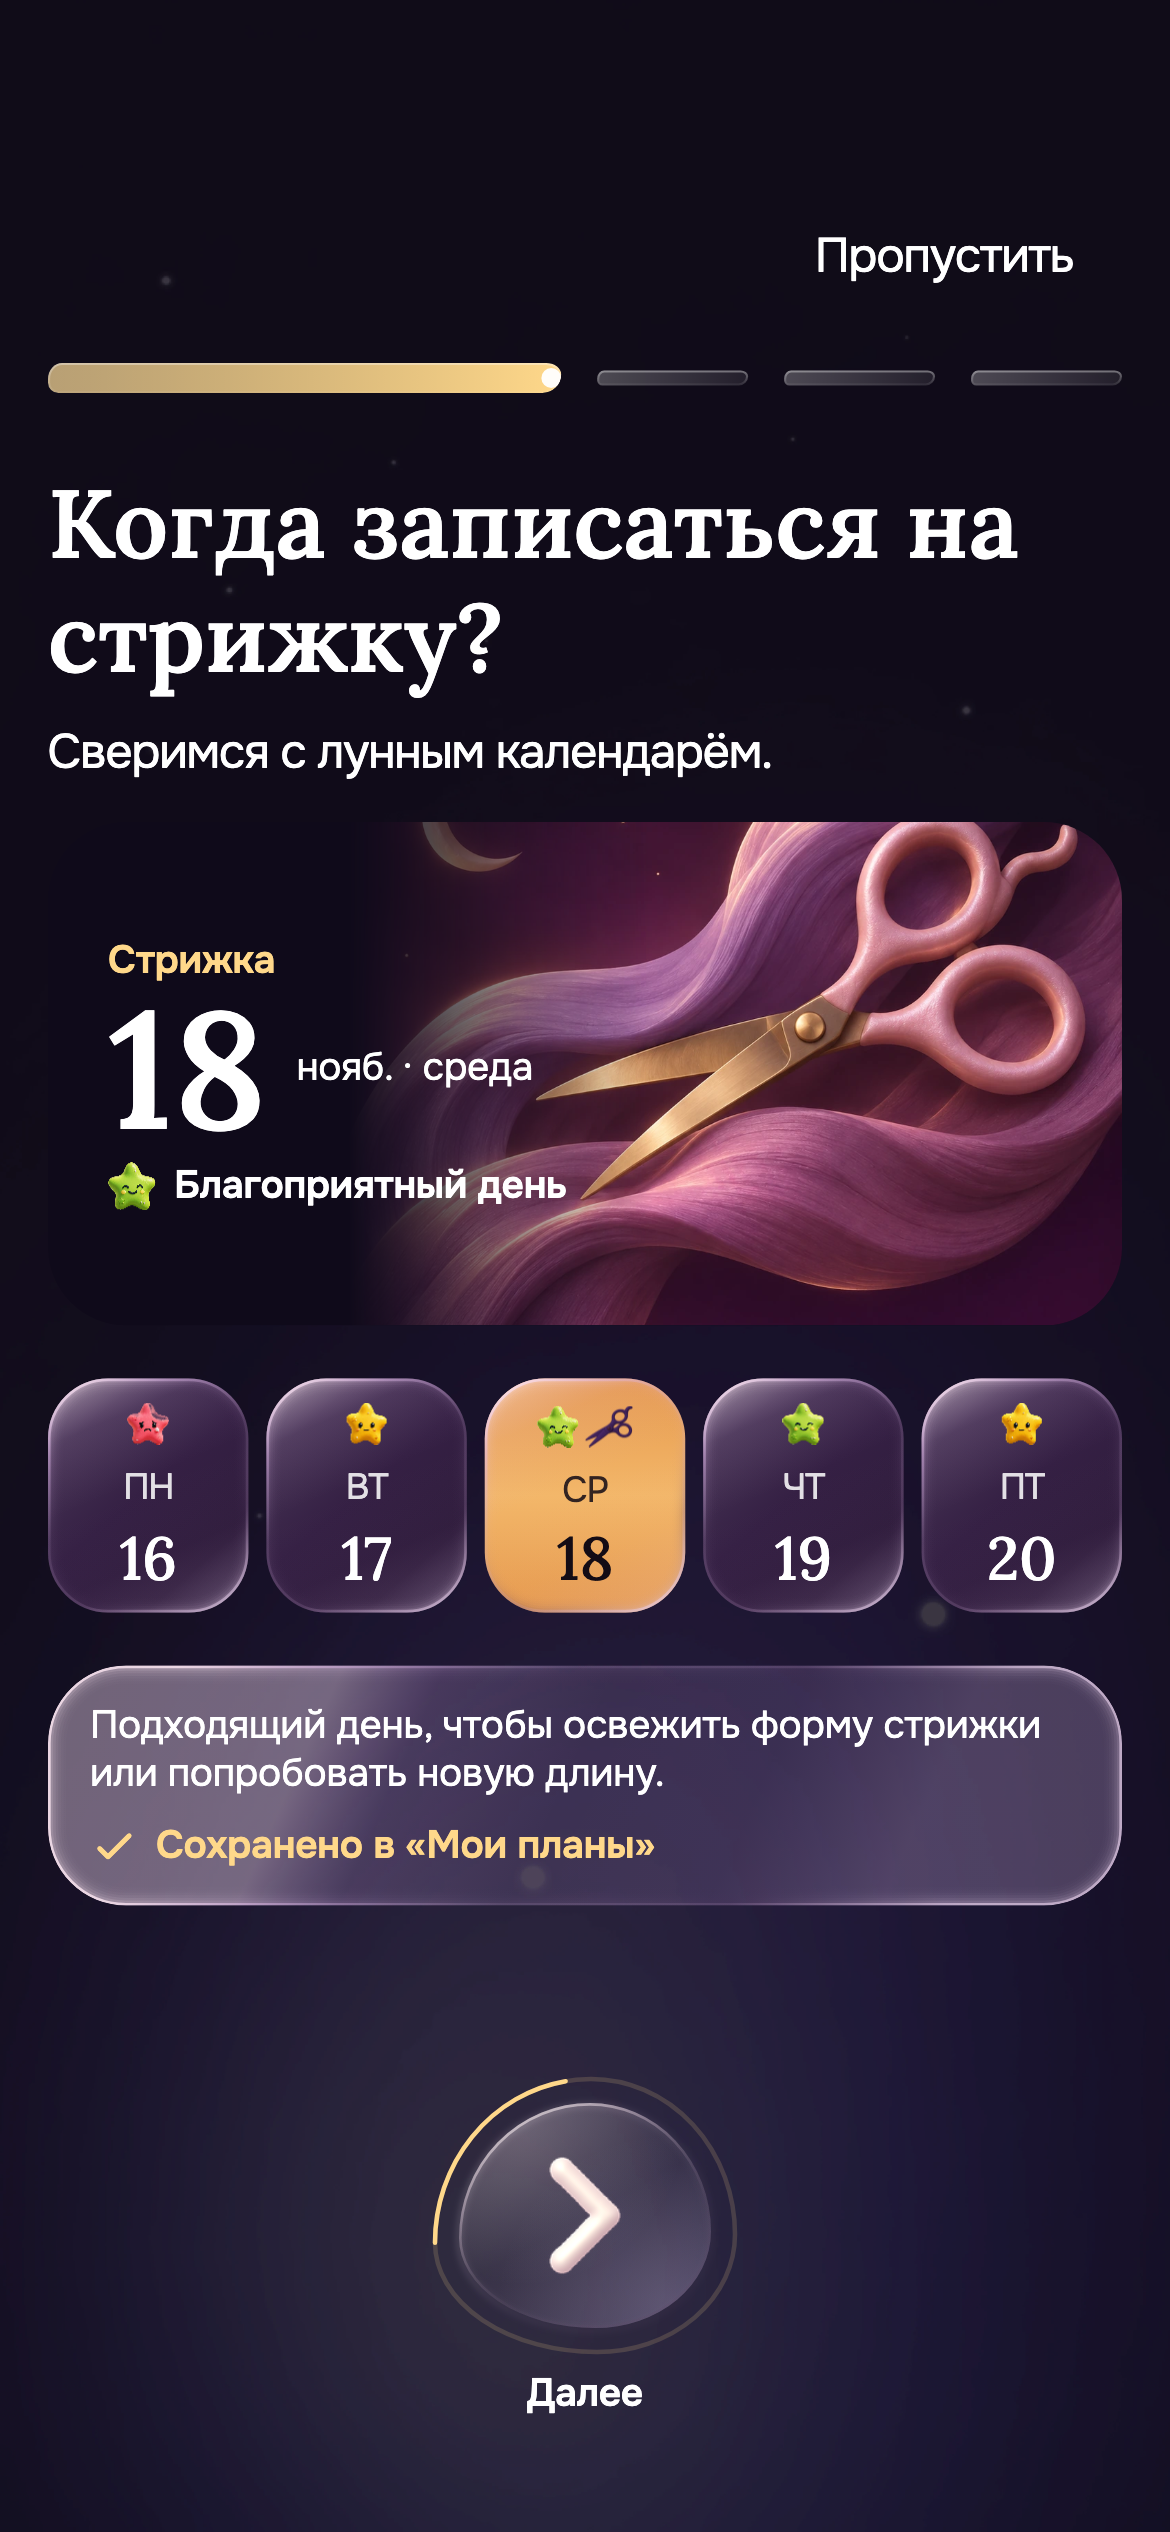 Пропустить
Когда записаться на
стрижку?
Сверимся с лунным календарём.
Стрижка
18 нояб. · среда
Благоприятный день
ПН ВТ СР ЧТ ПТ
16 17 18 19 20
Подходящий день, чтобы освежить форму стрижки
или попробовать новую длину.
Сохранено в «Мои планы»
Далее